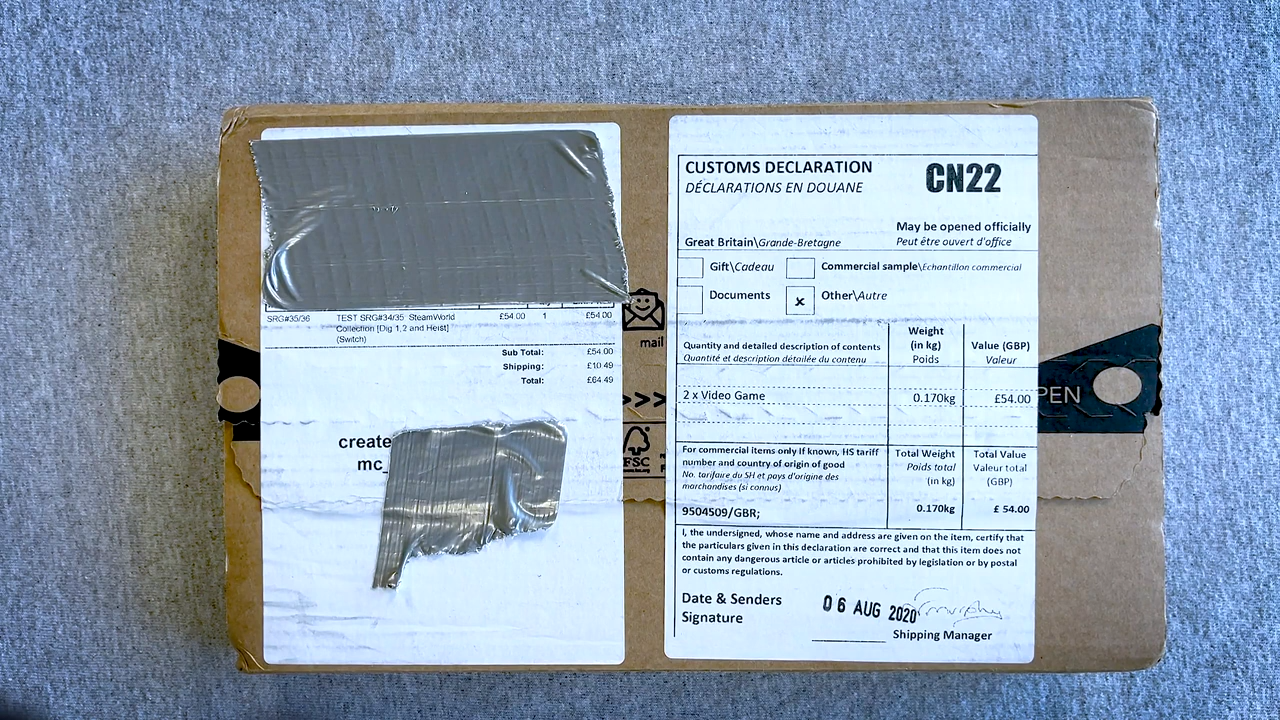 SRG#35/36 TEST SRG#34/35 SteamWorld £54.00 1 £54.00
Collection [Dig 1,2 and Heist]
(Switch)
Sub Total: £54.00
Shipping: £10.49
Total: £64.49
create
mc_
mail
>>>
FSC
CUSTOMS DECLARATION CN22
DÉCLARATIONS EN DOUANE
May be opened officially
Great Britain\Grande-Bretagne Peut être ouvert d'office
Gift\Cadeau Commercial sample\Echantillon commercial
Documents x Other\Autre
Quantity and detailed description of contents
Quantité et description détailée du contenu
Weight
(in kg)
Poids
Value (GBP)
Valeur
2 x Video Game 0.170kg £54.00
For commercial items only If known, HS tariff
number and country of origin of good
No. tarifaire du SH et pays d'origine des
marchandises (si connus)
Total Weight
Poids total
(in kg)
Total Value
Valeur total
(GBP)
9504509/GBR; 0.170kg £ 54.00
I, the undersigned, whose name and address are given on the item, certify that
the particulars given in this declaration are correct and that this item does not
contain any dangerous article or articles prohibited by legislation or by postal
or customs regulations.
Date & Senders
Signature
06 AUG 2020
Shipping Manager
PEN